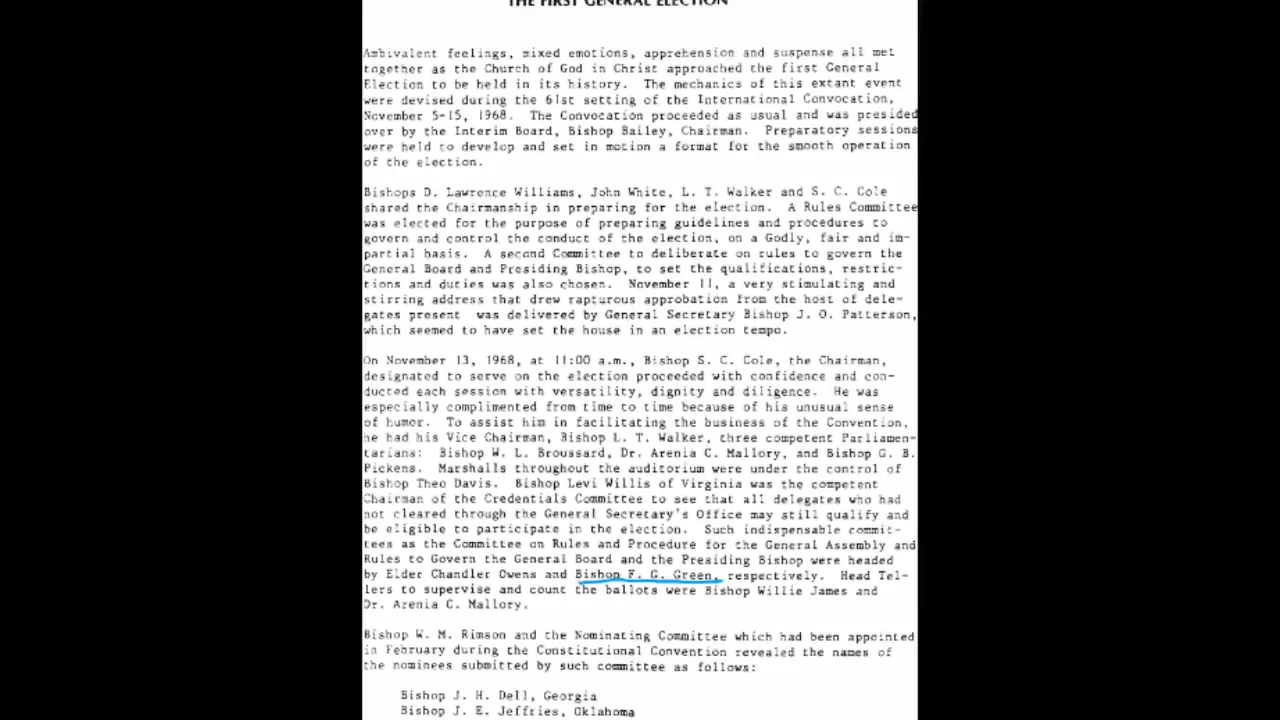 THE FIRST GENERAL ELECTION
Ambivalent feelings, mixed emotions, apprehension and suspense all met
together as the Church of God in Christ approached the first General
Election to be held in its history. The mechanics of this extant event
were devised during the 61st setting of the International Convocation,
November 5-15, 1968. The Convocation proceeded as usual and was presided
over by the Interim Board, Bishop Bailey, Chairman. Preparatory sessions
were held to develop and set in motion a format for the smooth operation
of the election.
Bishops D. Lawrence Williams, John White, L. T. Walker and S. C. Cole
shared the Chairmanship in preparing for the election. A Rules Committee
was elected for the purpose of preparing guidelines and procedures to
govern and control the conduct of the election, on a Godly, fair and im-
partial basis. A second Committee to deliberate on rules to govern the
General Board and Presiding Bishop, to set the qualifications, restric-
tions and duties was also chosen. November 11, a very stimulating and
stirring address that drew rapturous approbation from the host of dele-
gates present was delivered by General Secretary Bishop J. O. Patterson,
which seemed to have set the house in an election tempo.
On November 13, 1968, at 11:00 a.m., Bishop S. C. Cole, the Chairman,
designated to serve on the election proceeded with confidence and con-
ducted each session with versatility, dignity and diligence. He was
especially complimented from time to time because of his unusual sense
of humor. To assist him in facilitating the business of the Convention,
he had his Vice Chairman, Bishop L. T. Walker, three competent Parliamen-
tarians: Bishop W. L. Broussard, Dr. Arenia C. Mallory, and Bishop G. B.
Pickens. Marshalls throughout the auditorium were under the control of
Bishop Theo Davis. Bishop Levi Willis of Virginia was the competent
Chairman of the Credentials Committee to see that all delegates who had
not cleared through the General Secretary's Office may still qualify and
be eligible to participate in the election. Such indispensable commit-
tees as the Committee on Rules and Procedure for the General Assembly and
Rules to Govern the General Board and the Presiding Bishop were headed
by Elder Chandler Owens and Bishop F. G. Green, respectively. Head Tel-
lers to supervise and count the ballots were Bishop Willie James and
Dr. Arenia C. Mallory.
Bishop W. M. Rimson and the Nominating Committee which had been appointed
in February during the Constitutional Convention revealed the names of
the nominees submitted by such committee as follows:
Bishop J. H. Dell, Georgia
Bishop J. E. Jeffries, Oklahoma